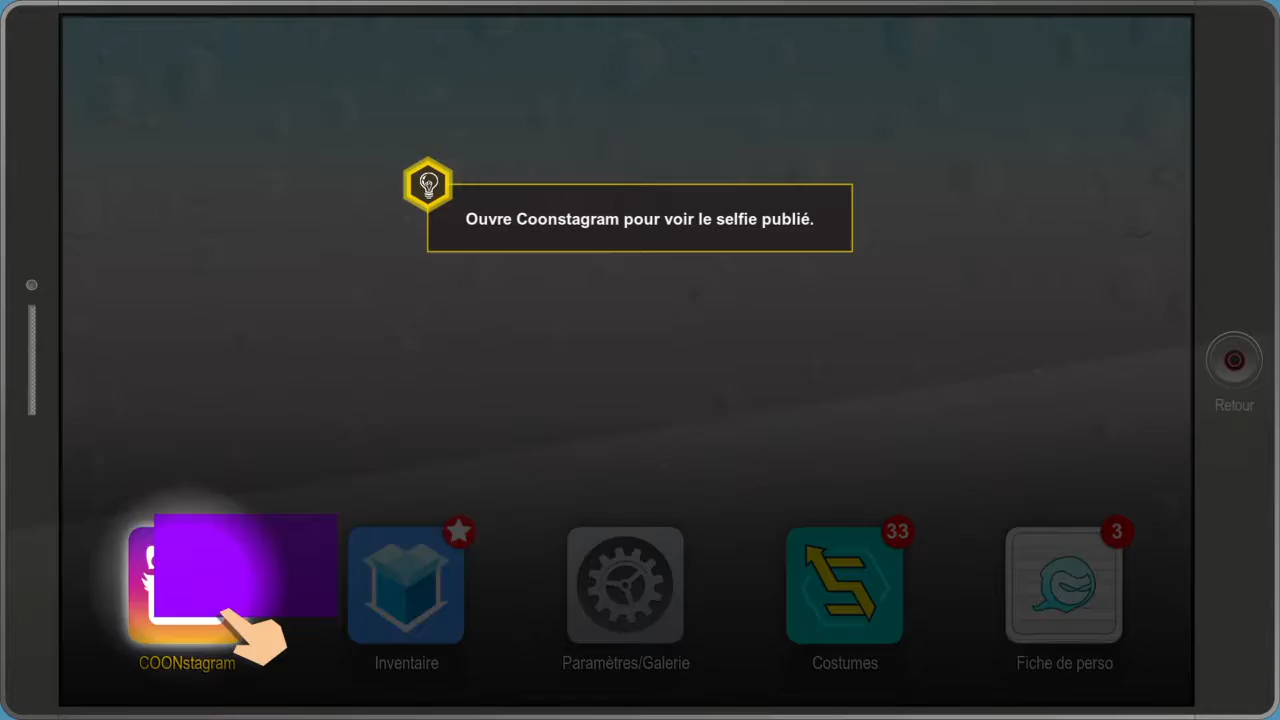 Ouvre Coonstagram pour voir le selfie publié.
Retour
33
3
COONstagram
Inventaire
Paramètres/Galerie
Costumes
Fiche de perso